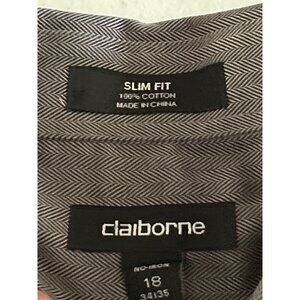 SLIM FIT
100% COTTON
MADE IN CHINA
claiborne
NO-IRON
18
34|35